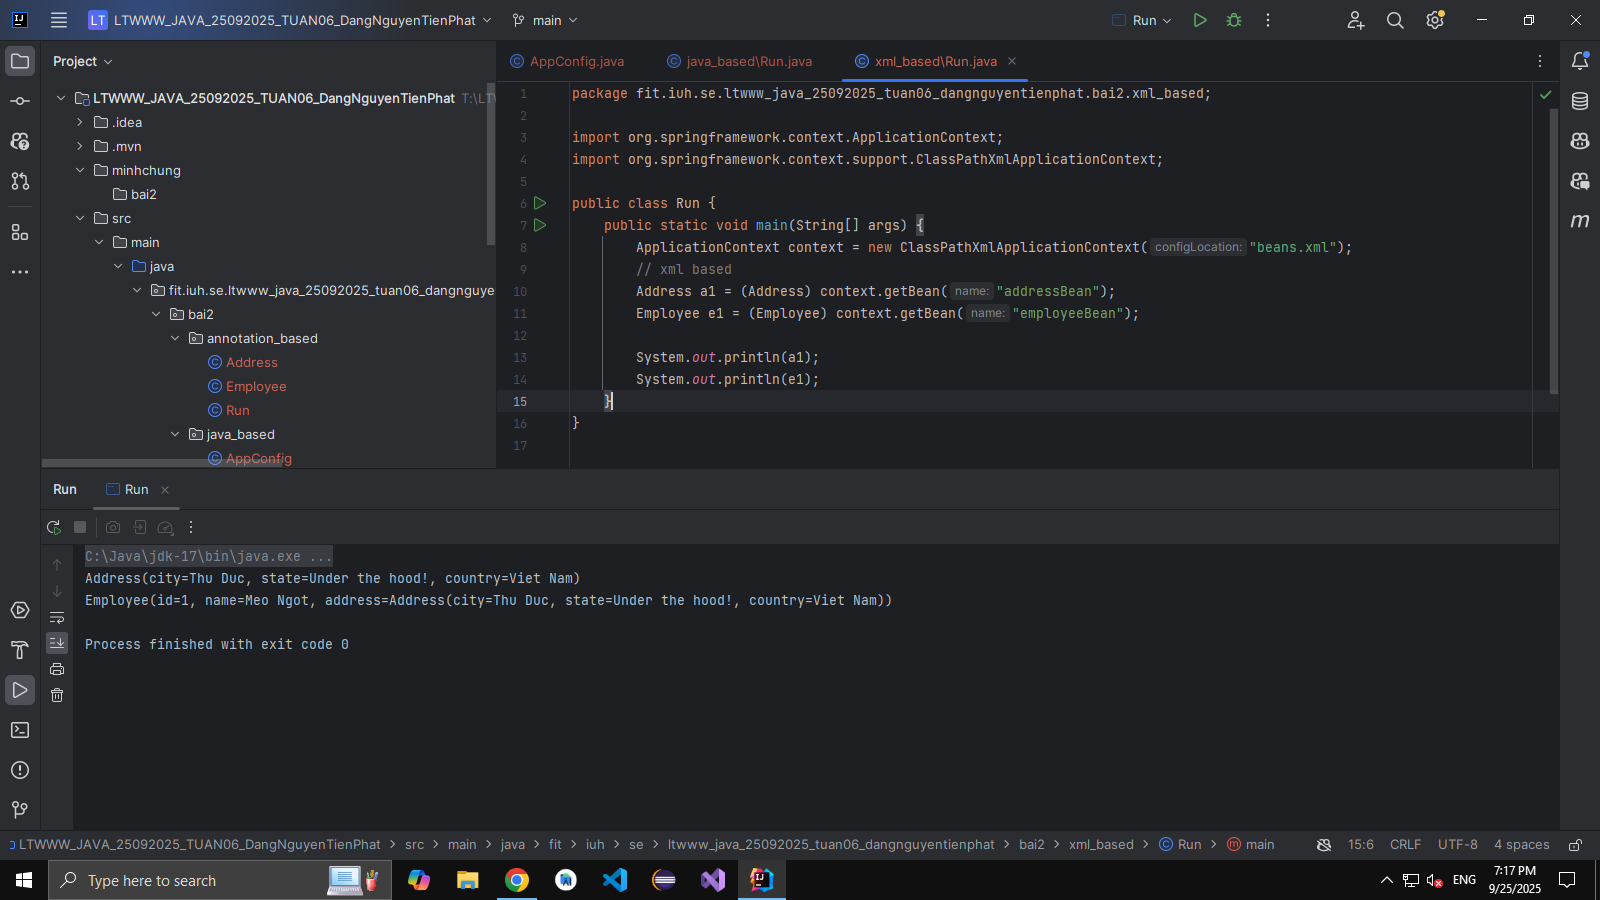 LT LTWWW_JAVA_25092025_TUAN06_DangNguyenTienPhat main Run
Project
LTWWW_JAVA_25092025_TUAN06_DangNguyenTienPhat T:\LTW
.idea
.mvn
minhchung
bai2
src
main
java
fit.iuh.se.ltwww_java_25092025_tuan06_dangnguye
bai2
annotation_based
Address
Employee
Run
java_based
AppConfig
AppConfig.java java_based\Run.java xml_based\Run.java
1 package fit.iuh.se.ltwww_java_25092025_tuan06_dangnguyentienphat.bai2.xml_based;
2
3 import org.springframework.context.ApplicationContext;
4 import org.springframework.context.support.ClassPathXmlApplicationContext;
5
6 public class Run {
7 public static void main(String[] args) {
8 ApplicationContext context = new ClassPathXmlApplicationContext( configLocation: "beans.xml");
9 // xml based
10 Address a1 = (Address) context.getBean( name: "addressBean");
11 Employee e1 = (Employee) context.getBean( name: "employeeBean");
12
13 System.out.println(a1);
14 System.out.println(e1);
15 }
16 }
17
Run Run
C:\Java\jdk-17\bin\java.exe ...
Address(city=Thu Duc, state=Under the hood!, country=Viet Nam)
Employee(id=1, name=Meo Ngot, address=Address(city=Thu Duc, state=Under the hood!, country=Viet Nam))
Process finished with exit code 0
LTWWW_JAVA_25092025_TUAN06_DangNguyenTienPhat > src > main > java > fit > iuh > se > ltwww_java_25092025_tuan06_dangnguyentienphat > bai2 > xml_based > Run > main 15:6 CRLF UTF-8 4 spaces
Type here to search
ENG
7:17 PM
9/25/2025